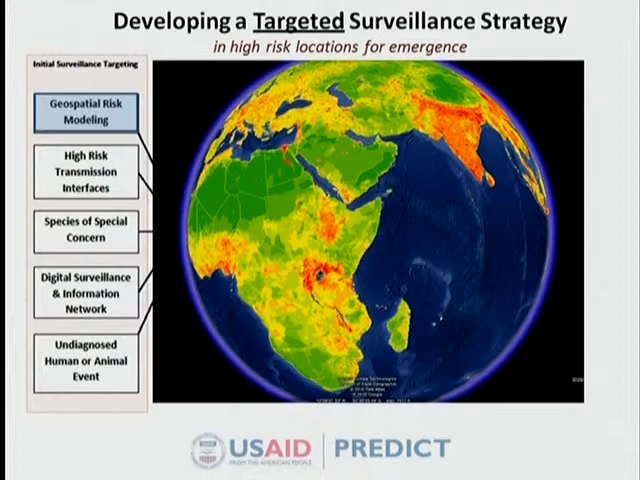 Developing a Targeted Surveillance Strategy
in high risk locations for emergence
Initial Surveillance Targeting
Geospatial Risk
Modeling
High Risk
Transmission
Interfaces
Species of Special
Concern
Digital Surveillance
& Information
Network
Undiagnosed
Human or Animal
Event
USAID
FROM THE AMERICAN PEOPLE
PREDICT